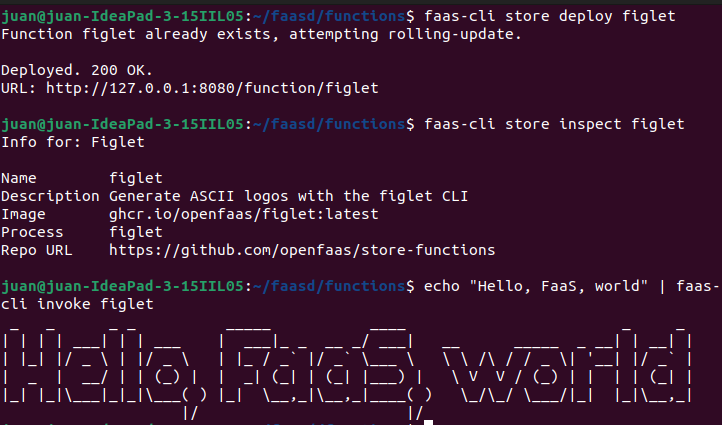 juan@juan-IdeaPad-3-15IIL05:~/faasd/functions$ faas-cli store deploy figlet
Function figlet already exists, attempting rolling-update.
Deployed. 200 OK.
URL: http://127.0.0.1:8080/function/figlet
juan@juan-IdeaPad-3-15IIL05:~/faasd/functions$ faas-cli store inspect figlet
Info for: Figlet
Name figlet
Description Generate ASCII logos with the figlet CLI
Image ghcr.io/openfaas/figlet:latest
Process figlet
Repo URL https://github.com/openfaas/store-functions
juan@juan-IdeaPad-3-15IIL05:~/faasd/functions$ echo "Hello, FaaS, world" | faas-
cli invoke figlet
Hello, FaaS, world